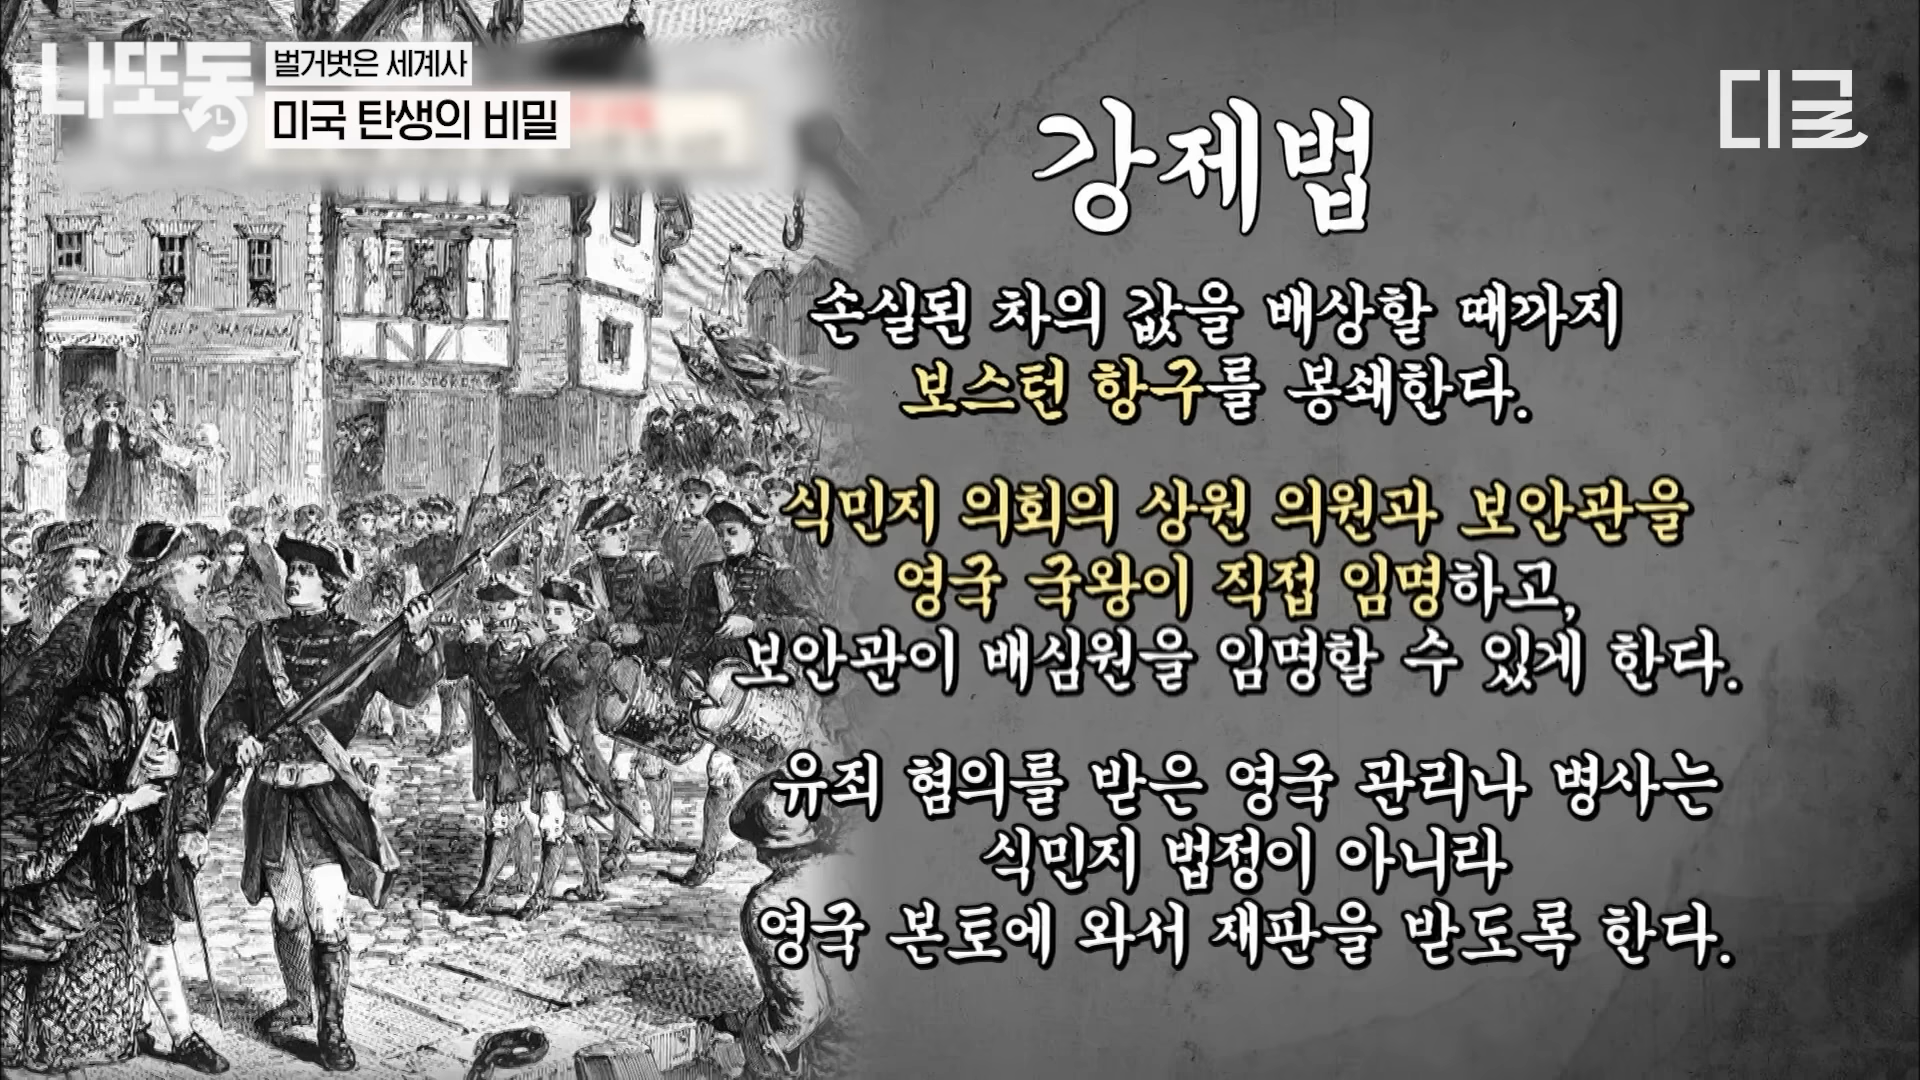 나또동
벌거벗은 세계사
미국 탄생의 비밀
디글
강제법
손실된 차의 값을 배상할 때까지
보스턴 항구를 봉쇄한다.
식민지 의회의 상원 의원과 보안관을
영국 국왕이 직접 임명하고,
보안관이 배심원을 임명할 수 있게 한다.
유죄 혐의를 받은 영국 관리나 병사는
식민지 법정이 아니라
영국 본토에 와서 재판을 받도록 한다.